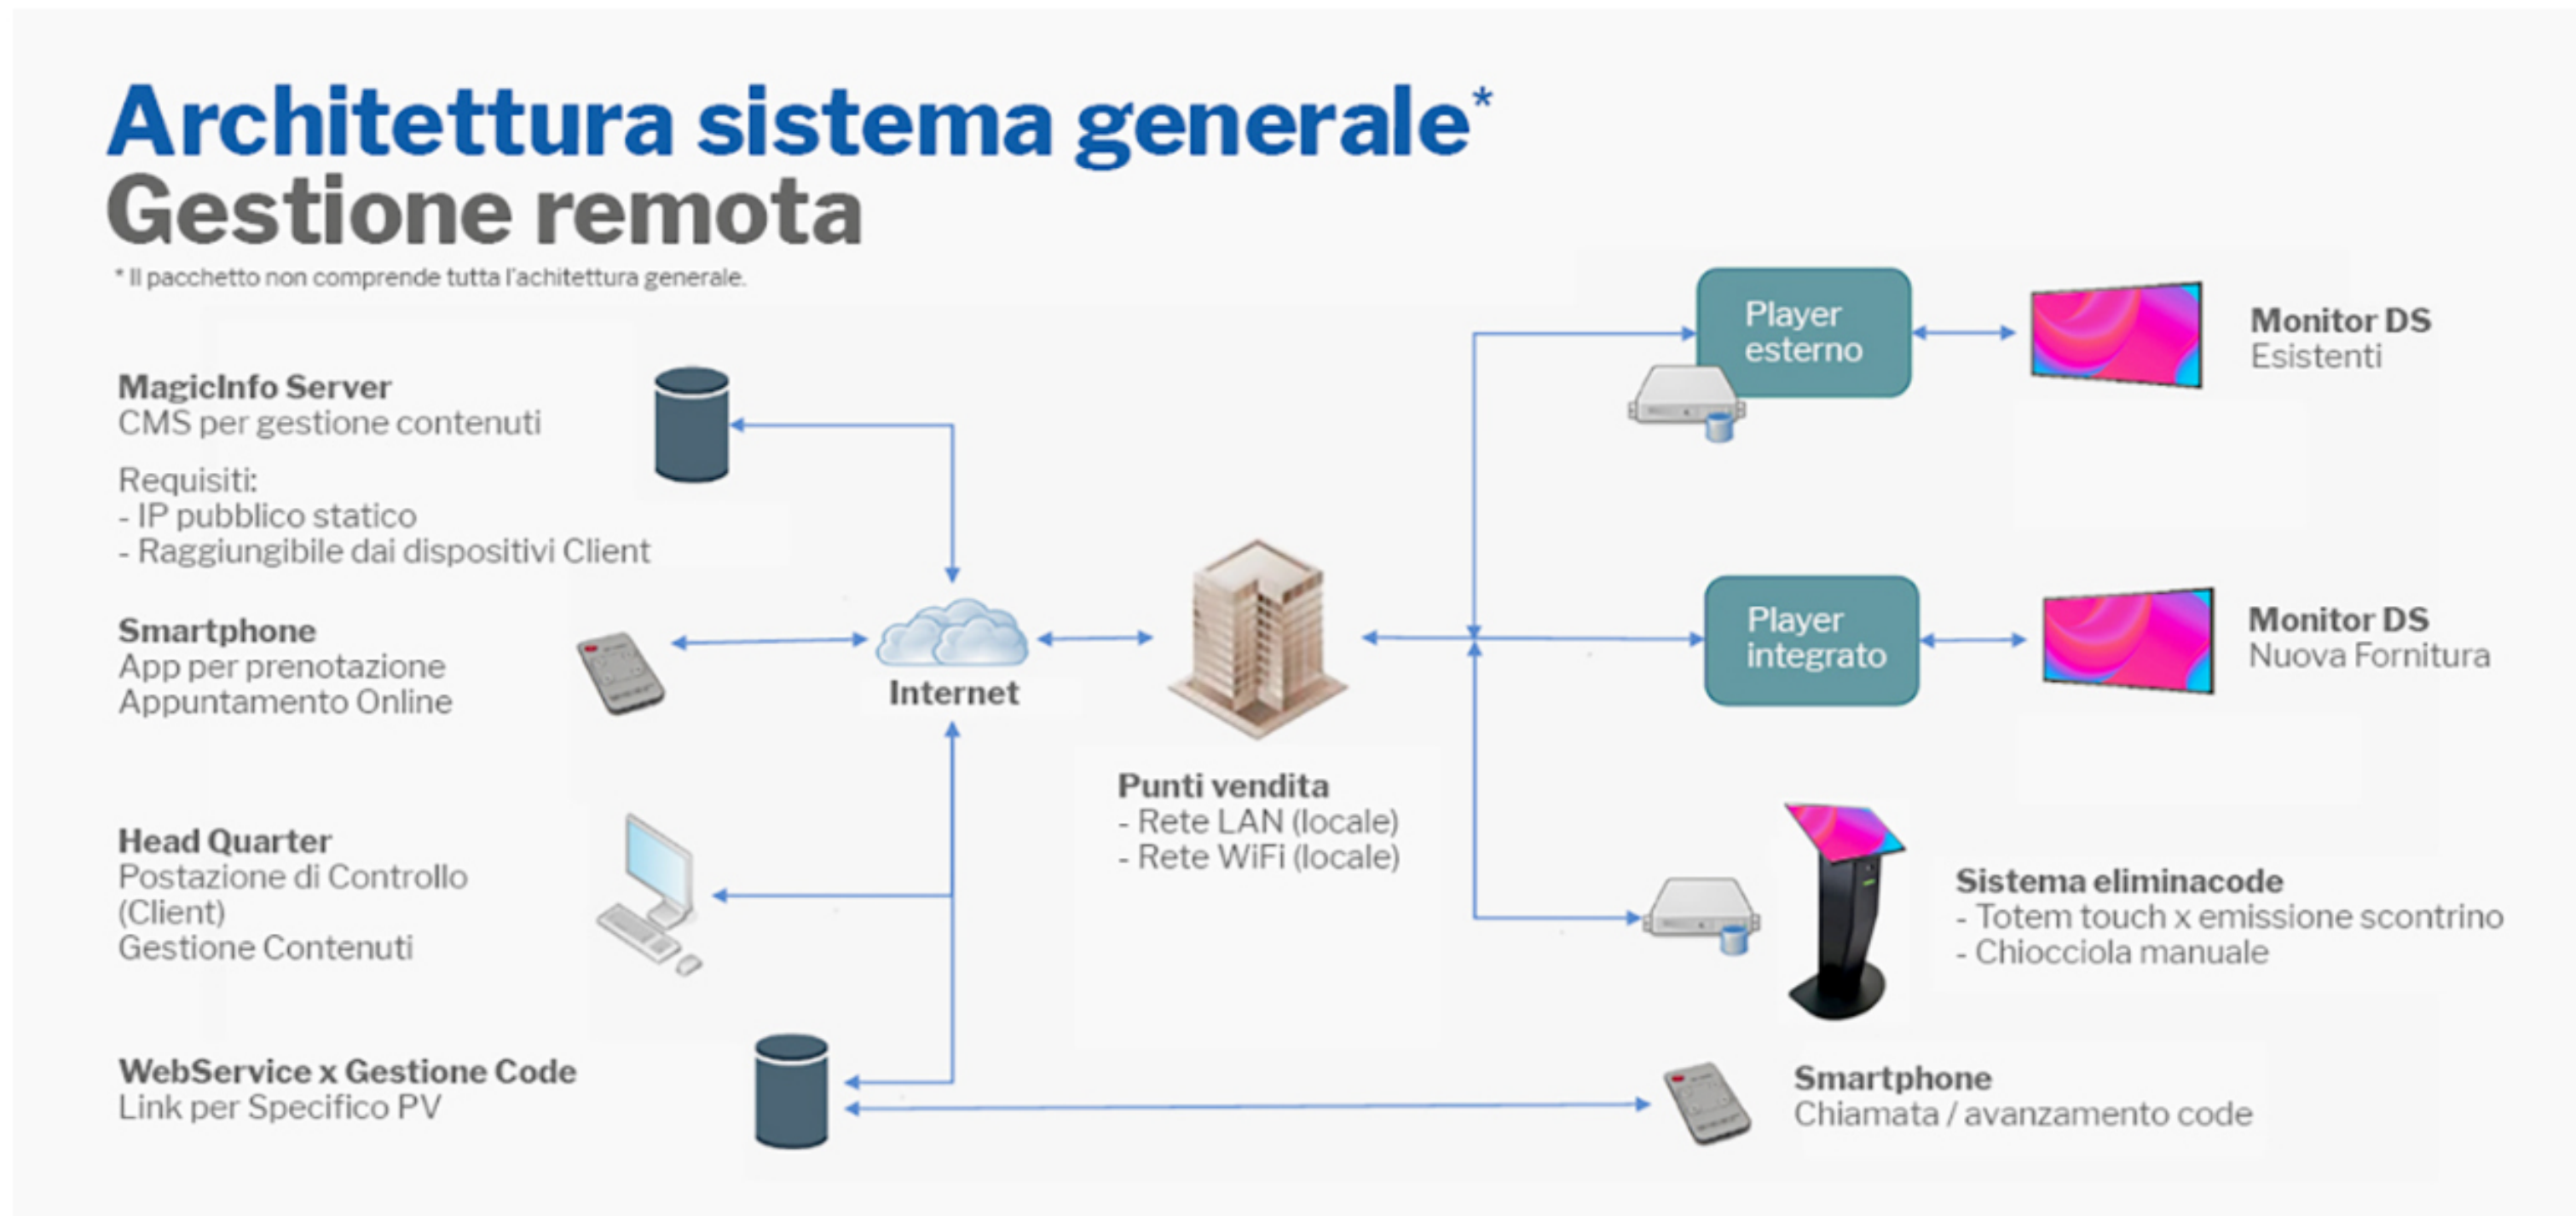 Architettura sistema generale*
Gestione remota
* Il pacchetto non comprende tutta l'achitettura generale.
MagicInfo Server
CMS per gestione contenuti
Requisiti:
- IP pubblico statico
- Raggiungibile dai dispositivi Client
Smartphone
App per prenotazione
Appuntamento Online
Head Quarter
Postazione di Controllo
(Client)
Gestione Contenuti
WebService x Gestione Code
Link per Specifico PV
Internet
Punti vendita
- Rete LAN (locale)
- Rete WiFi (locale)
Player
esterno
Monitor DS
Esistenti
Player
integrato
Monitor DS
Nuova Fornitura
Sistema eliminacode
- Totem touch x emissione scontrino
- Chiocciola manuale
Smartphone
Chiamata / avanzamento code